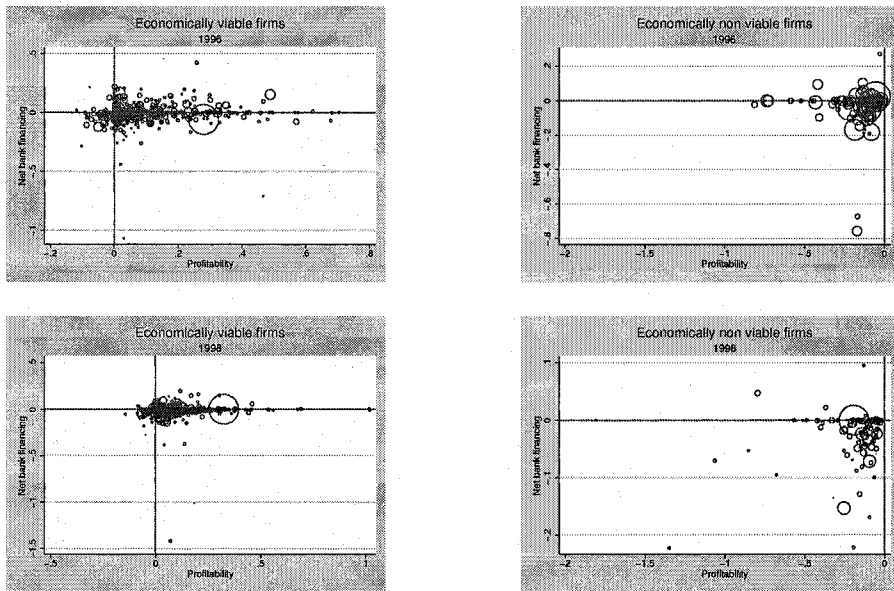 Economically viable firms
1996
Net bank financing
.5
0
-.5
-1
-.2 0 .2 .4 .6 .8
Profitability
Economically non viable firms
1996
Net bank financing
.2
0
-.2
-.4
-.6
-.8
-2 -1.5 -1 -.5 0
Profitability
Economically viable firms
1998
Net bank financing
.5
0
-.5
-1
-1.5
-.5 0 .5 1
Profitability
Economically non viable firms
1998
Net bank financing
.1
0
-.1
-.2
-2 -1.5 -1 -.5 0
Profitability